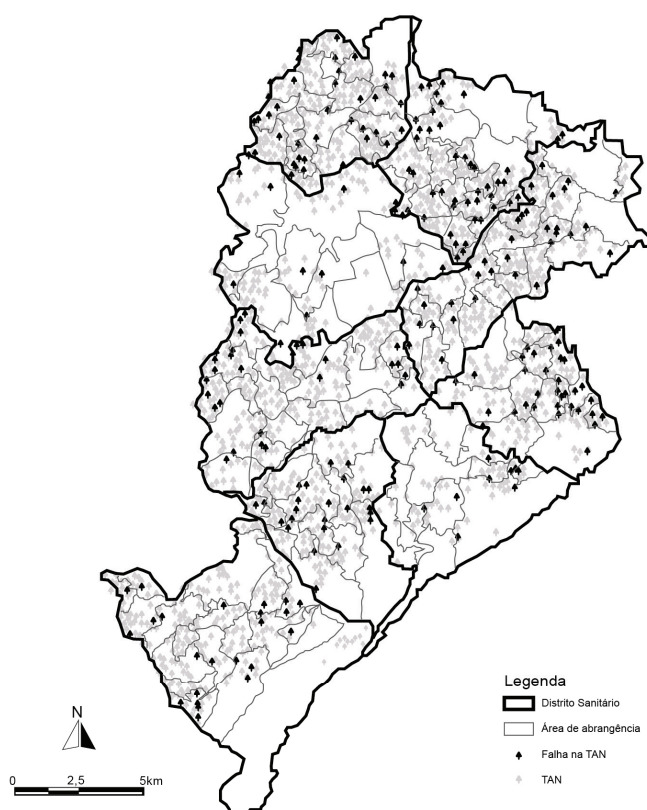 Legenda
Distrito Sanitário
Área de abrangência
Falha na TAN
TAN
N
0 2,5 5km